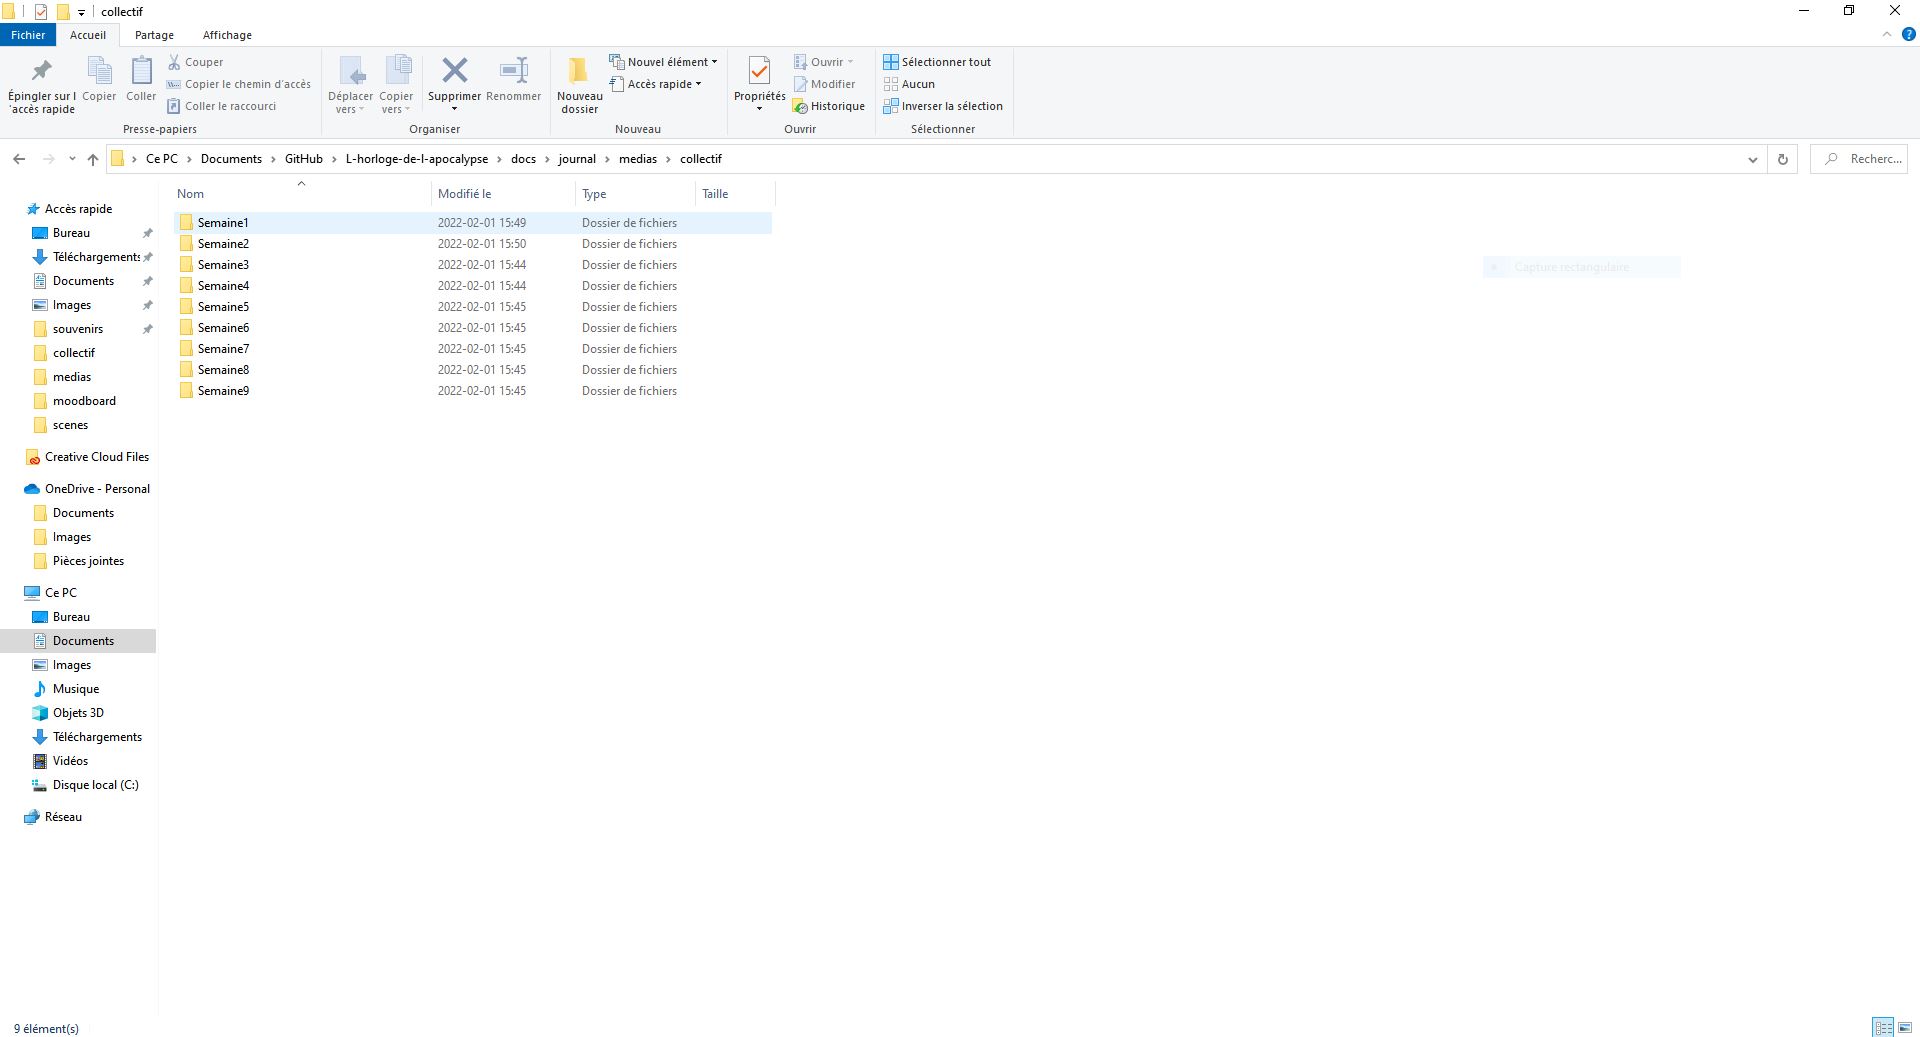 collectif
Fichier Accueil Partage Affichage
Épingler sur l
'accès rapide
Copier
Coller
Couper
Copier le chemin d'accès
Coller le raccourci
Presse-papiers
Déplacer
vers
Copier
vers
Supprimer
Renommer
Organiser
Nouveau
dossier
Nouvel élément
Accès rapide
Nouveau
Propriétés
Ouvrir
Modifier
Historique
Ouvrir
Sélectionner tout
Aucun
Inverser la sélection
Sélectionner
Ce PC > Documents > GitHub > L-horloge-de-l-apocalypse > docs > journal > medias > collectif
Recherc...
Accès rapide
Bureau
Téléchargements
Documents
Images
souvenirs
collectif
medias
moodboard
scenes
Creative Cloud Files
OneDrive - Personal
Documents
Images
Pièces jointes
Ce PC
Bureau
Documents
Images
Musique
Objets 3D
Téléchargements
Vidéos
Disque local (C:)
Réseau
Nom Modifié le Type Taille
Semaine1 2022-02-01 15:49 Dossier de fichiers
Semaine2 2022-02-01 15:50 Dossier de fichiers
Semaine3 2022-02-01 15:44 Dossier de fichiers
Semaine4 2022-02-01 15:44 Dossier de fichiers
Semaine5 2022-02-01 15:45 Dossier de fichiers
Semaine6 2022-02-01 15:45 Dossier de fichiers
Semaine7 2022-02-01 15:45 Dossier de fichiers
Semaine8 2022-02-01 15:45 Dossier de fichiers
Semaine9 2022-02-01 15:45 Dossier de fichiers
Capture rectangulaire
9 élément(s)